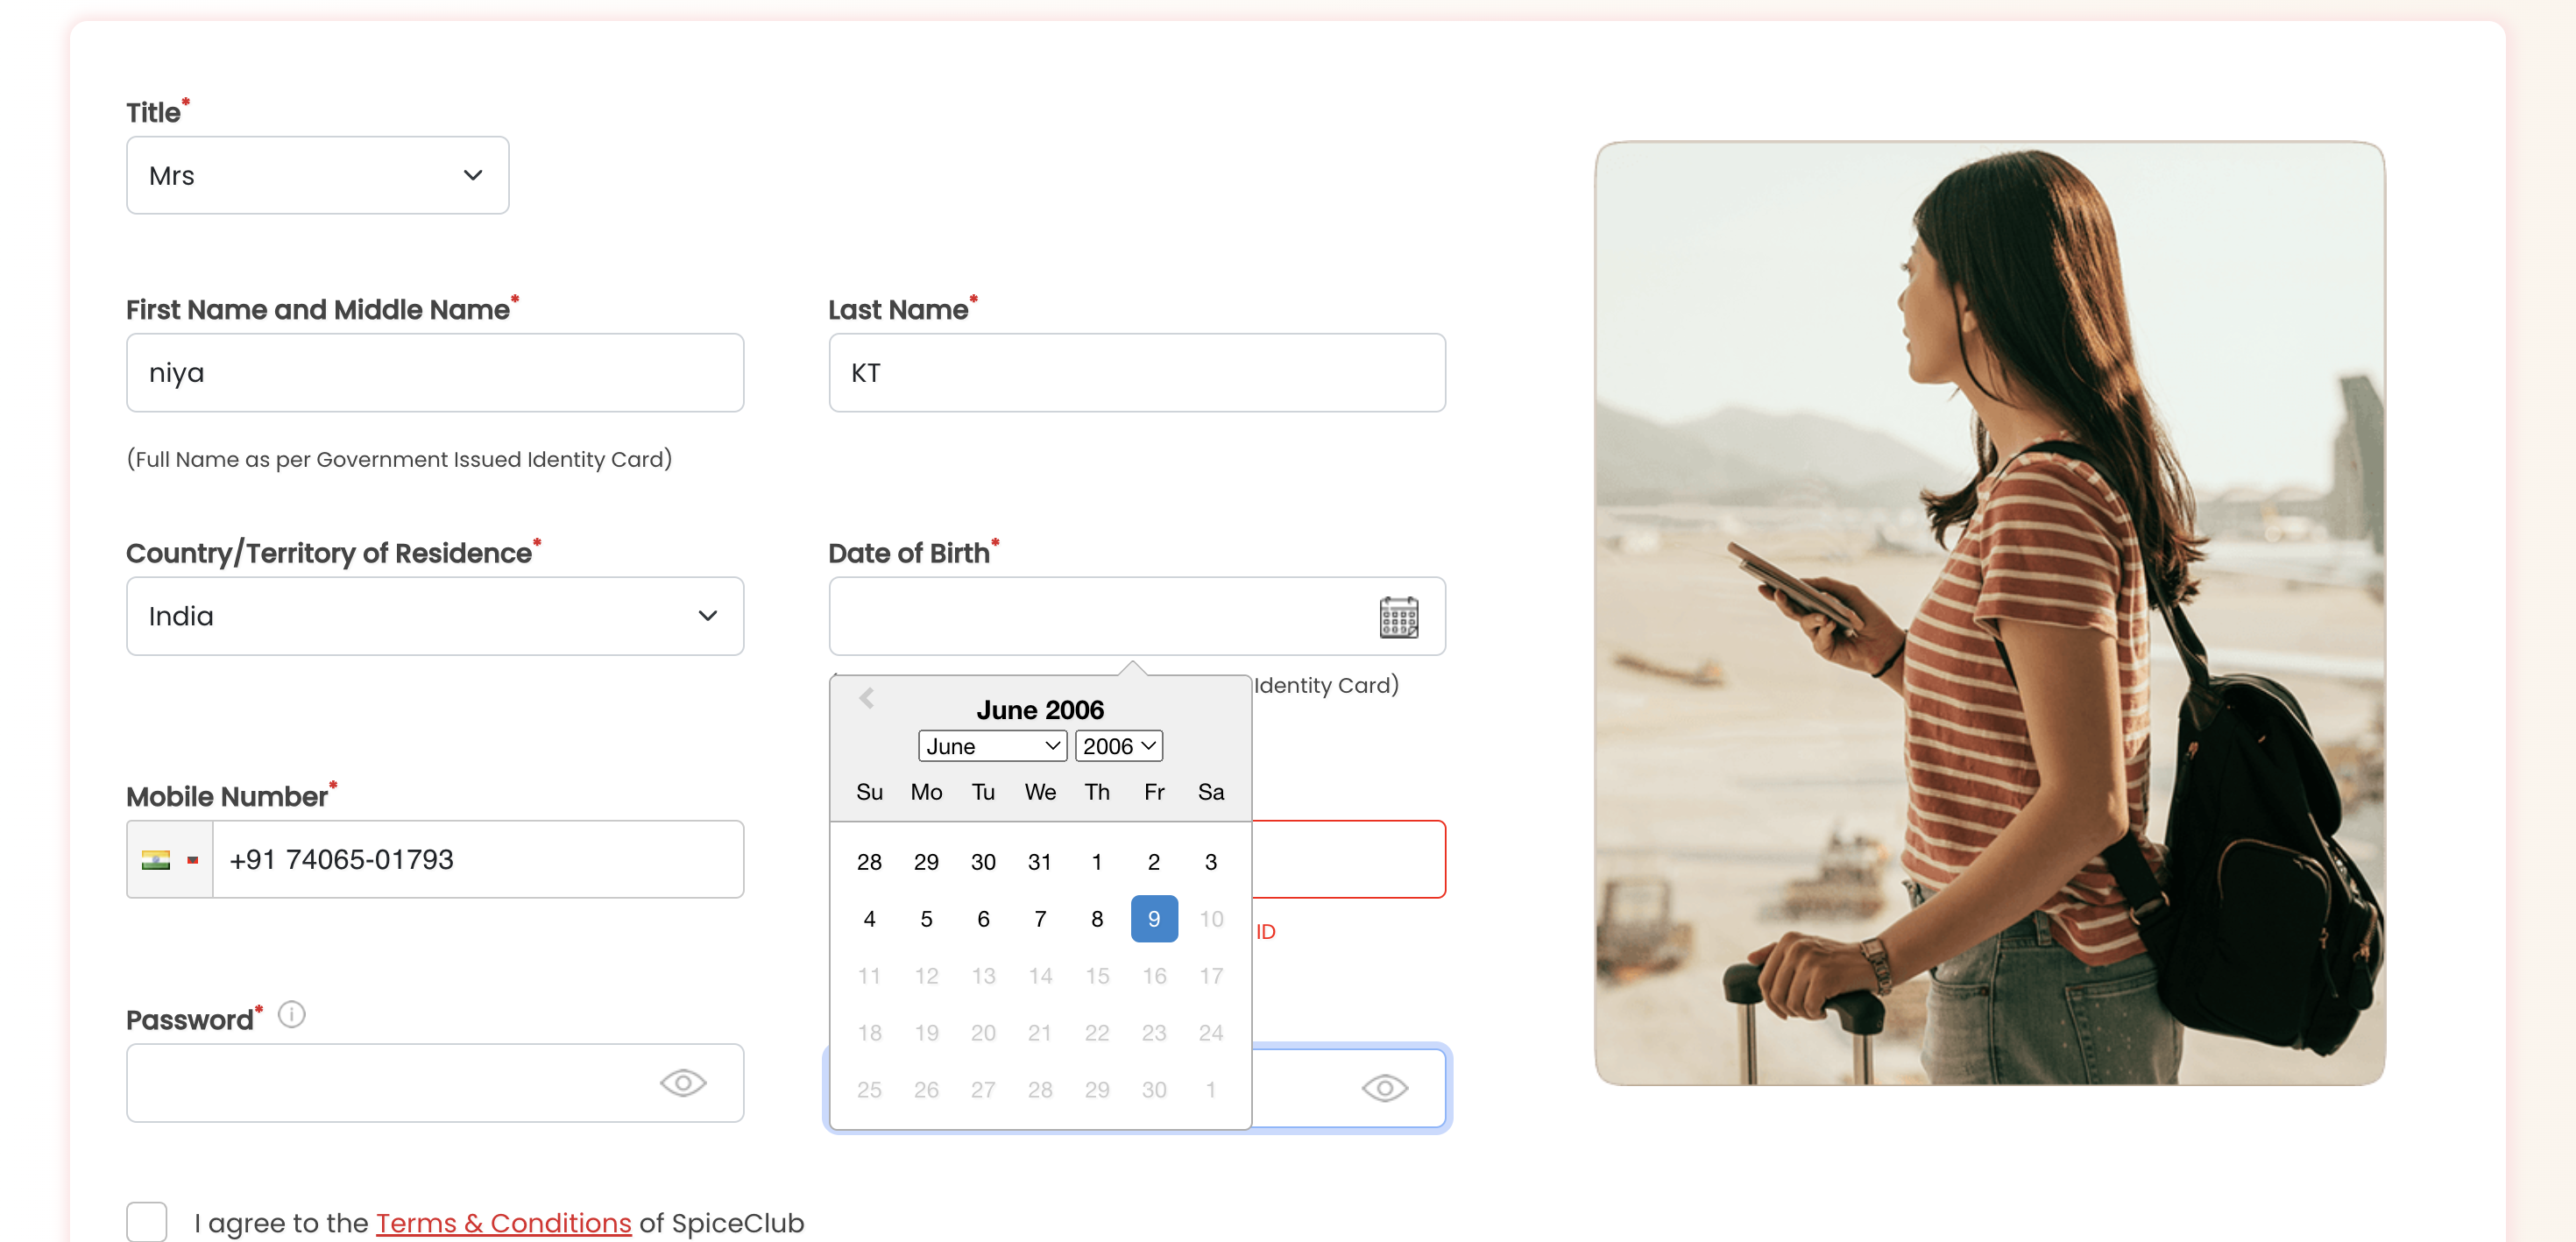 Title*
Mrs
First Name and Middle Name* Last Name*
niya KT
(Full Name as per Government Issued Identity Card)
Country/Territory of Residence* Date of Birth*
India
Identity Card)
June 2006
June 2006
Mobile Number*
Su Mo Tu We Th Fr Sa
+91 74065-01793
28 29 30 31 1 2 3
4 5 6 7 8 9 10
ID
11 12 13 14 15 16 17
Password*
18 19 20 21 22 23 24
25 26 27 28 29 30 1
I agree to the Terms & Conditions of SpiceClub